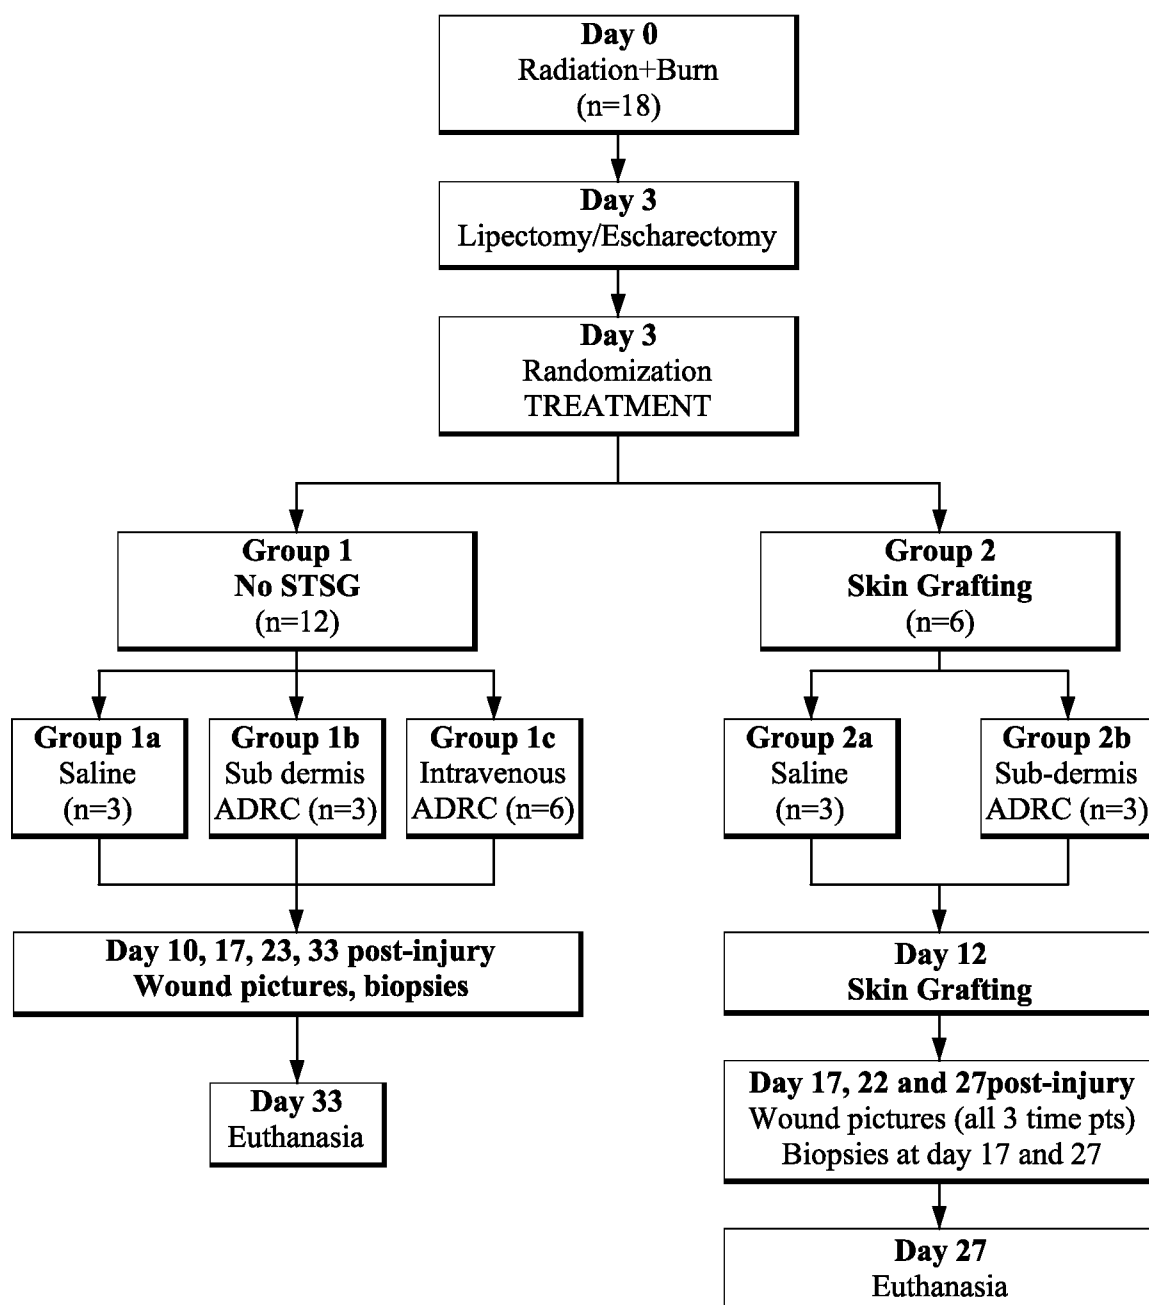 Day 0
Radiation+Burn
(n=18)
Day 3
Lipectomy/Escharectomy
Day 3
Randomization
TREATMENT
Group 1
No STSG
(n=12)
Group 2
Skin Grafting
(n=6)
Group 1a
Saline
(n=3)
Group 1b
Sub dermis
ADRC (n=3)
Group 1c
Intravenous
ADRC (n=6)
Group 2a
Saline
(n=3)
Group 2b
Sub-dermis
ADRC (n=3)
Day 10, 17, 23, 33 post-injury
Wound pictures, biopsies
Day 33
Euthanasia
Day 12
Skin Grafting
Day 17, 22 and 27post-injury
Wound pictures (all 3 time pts)
Biopsies at day 17 and 27
Day 27
Euthanasia